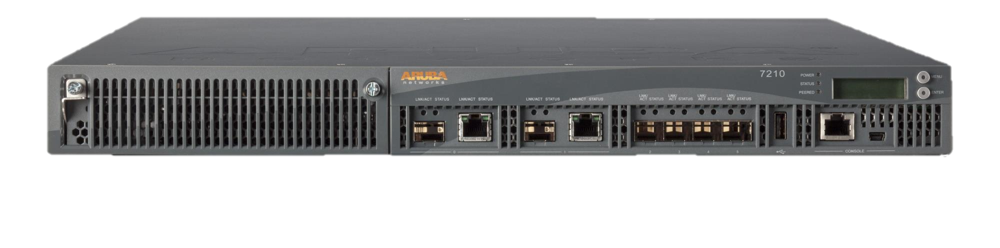 ARUBA
networks
7210
POWER
STATUS
PEERED
MENU
ENTER
LNK/ACT STATUS
LNK/ACT STATUS
LNK/ACT STATUS
LNK/ACT STATUS
LNK/
ACT STATUS
LNK/
ACT STATUS
LNK/
ACT STATUS
LNK/
ACT STATUS
0
1
2
3
4
5
CONSOLE